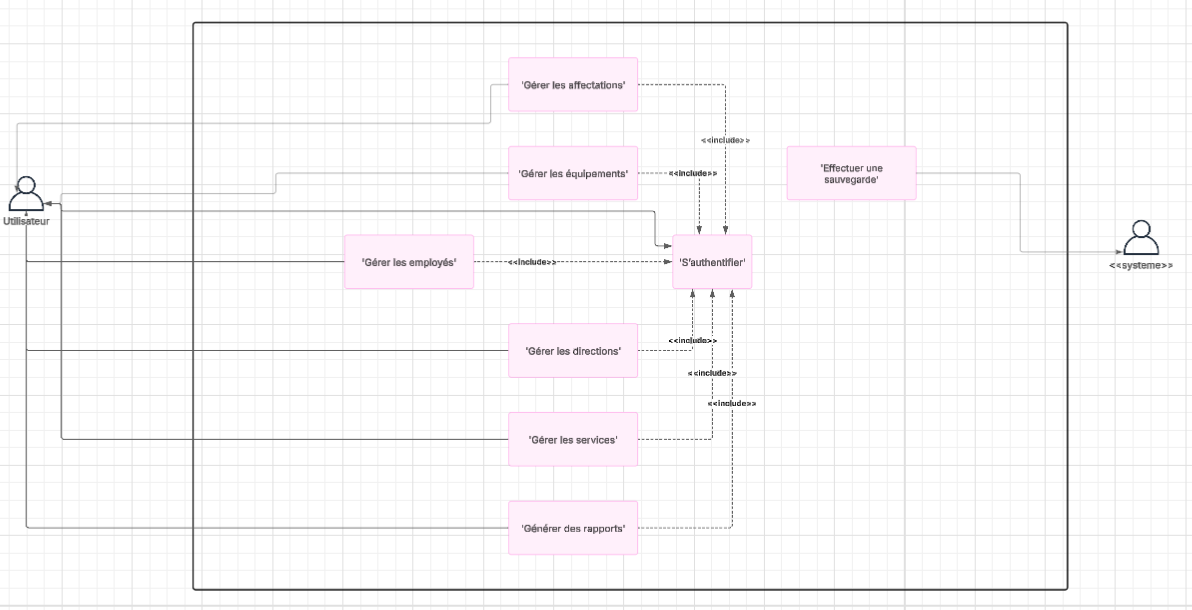 'Gérer les affectations'
<<include>>
'Gérer les équipements'
<<include>>
'Effectuer une
sauvegarde'
Utilisateur
'Gérer les employés'
<<include>>
'S'authentifier'
<<systeme>>
<<include>>
'Gérer les directions'
<<include>>
<<include>>
'Gérer les services'
'Générer des rapports'